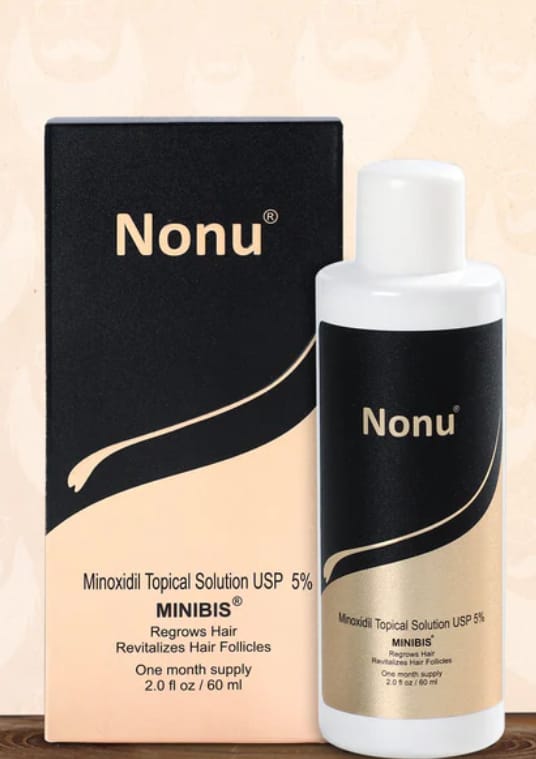 Nonu®
Minoxidil Topical Solution USP 5%
MINIBIS®
Regrows Hair
Revitalizes Hair Follicles
One month supply
2.0 fl oz / 60 ml
Nonu®
Minoxidil Topical Solution USP 5%
MINIBIS®
Regrows Hair
Revitalizes Hair Follicles
One month supply
2.0 fl oz / 60 ml